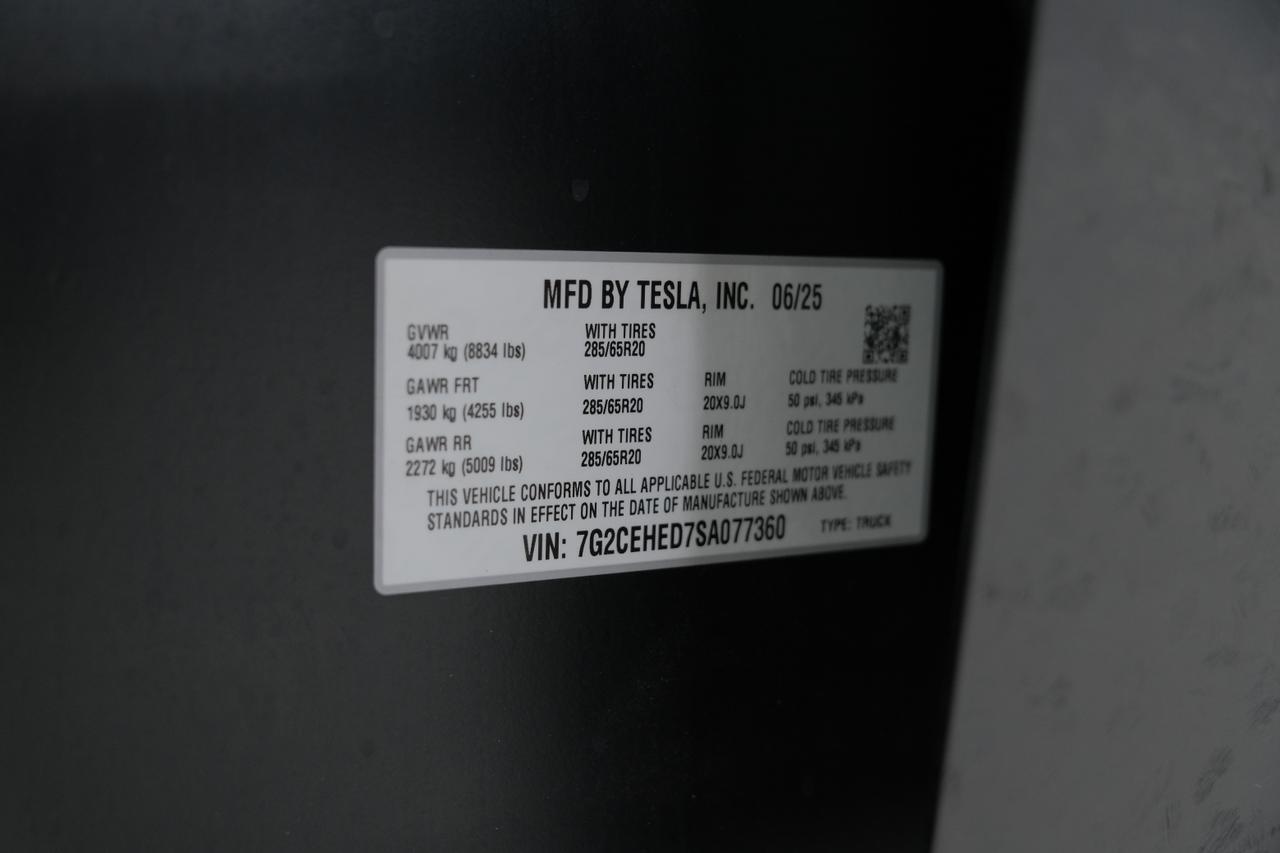 MFD BY TESLA, INC. 06/25
GVWR WITH TIRES
4007 kg (8834 lbs) 285/65R20
GAWR FRT WITH TIRES RIM COLD TIRE PRESSURE
1930 kg (4255 lbs) 285/65R20 20X9.0J 50 psi, 345 kPa
GAWR RR WITH TIRES RIM COLD TIRE PRESSURE
2272 kg (5009 lbs) 285/65R20 20X9.0J 50 psi, 345 kPa
THIS VEHICLE CONFORMS TO ALL APPLICABLE U.S. FEDERAL MOTOR VEHICLE SAFETY
STANDARDS IN EFFECT ON THE DATE OF MANUFACTURE SHOWN ABOVE.
VIN: 7G2CEHED7SA077360 TYPE: TRUCK